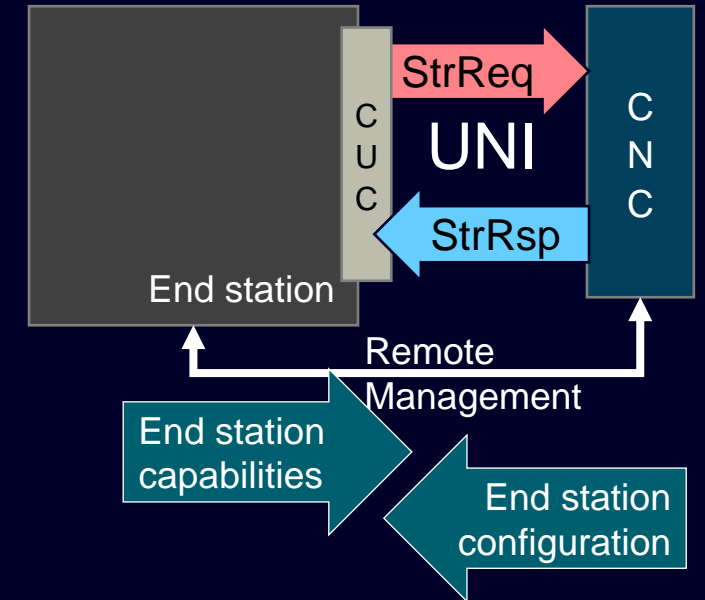 StrReq
C
U
C
UNI
C
N
C
StrRsp
End station
Remote
Management
End station
capabilities
End station
configuration